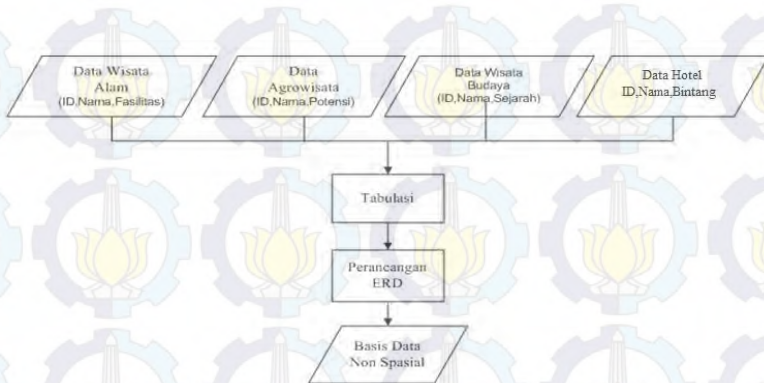 Data Wisata
Alam
(ID,Nama,Fasilitas)
Data
Agrowisata
(ID,Nama,Potensi)
Data Wisata
Budaya
(ID,Nama,Sejarah)
Data Hotel
ID,Nama,Bintang
Tabulasi
Perancangan
ERD
Basis Data
Non Spasial